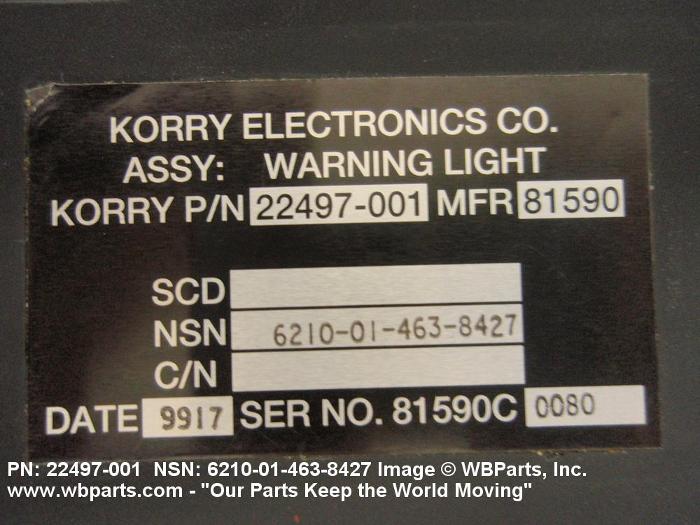 KORRY ELECTRONICS CO.
ASSY: WARNING LIGHT
KORRY P/N 22497-001 MFR 81590
SCD
NSN 6210-01-463-8427
C/N
DATE 9917 SER NO. 81590C 0080
PN: 22497-001 NSN: 6210-01-463-8427 Image © WBParts, Inc.
www.wbparts.com - "Our Parts Keep the World Moving"